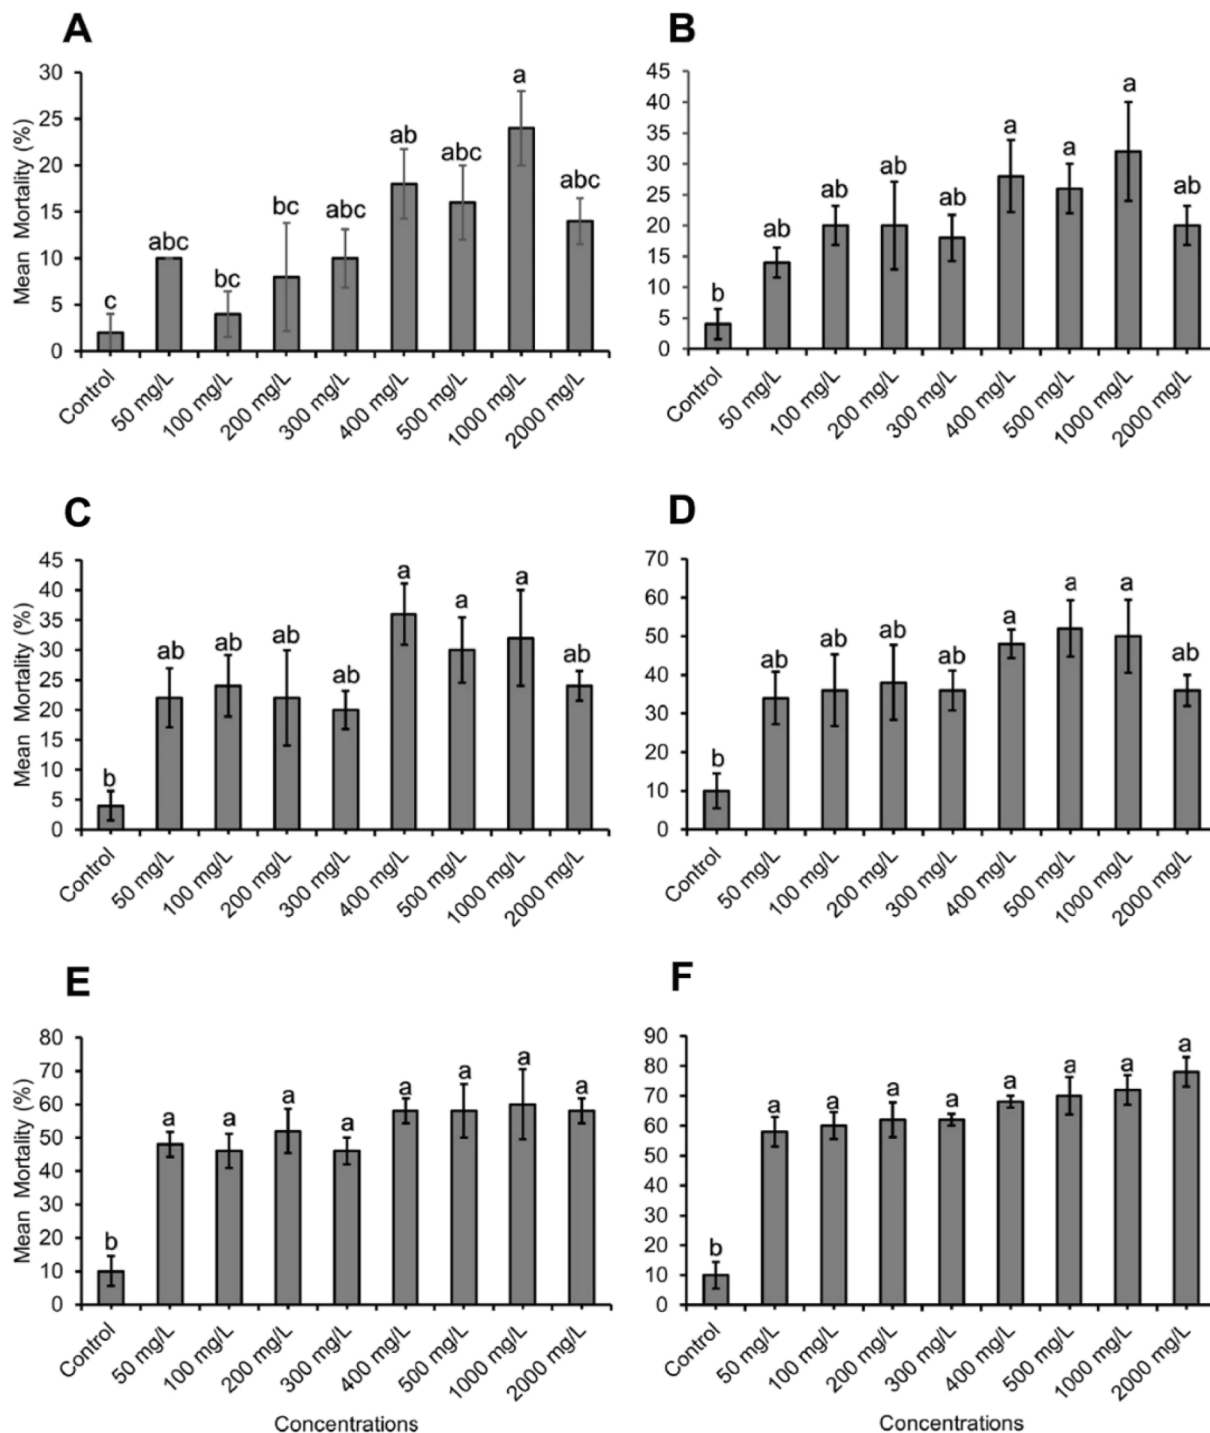 A
Mean Mortality (%)
30
25
20
15
10
5
0
c
abc
bc
bc
abc
ab
abc
a
abc
Control
50 mg/L
100 mg/L
200 mg/L
300 mg/L
400 mg/L
500 mg/L
1000 mg/L
2000 mg/L
B
45
40
35
30
25
20
15
10
5
0
b
ab
ab
ab
ab
a
a
a
ab
Control
50 mg/L
100 mg/L
200 mg/L
300 mg/L
400 mg/L
500 mg/L
1000 mg/L
2000 mg/L
C
Mean Mortality (%)
45
40
35
30
25
20
15
10
5
0
b
ab
ab
ab
ab
a
a
a
ab
Control
50 mg/L
100 mg/L
200 mg/L
300 mg/L
400 mg/L
500 mg/L
1000 mg/L
2000 mg/L
D
70
60
50
40
30
20
10
0
b
ab
ab
ab
ab
a
a
a
ab
Control
50 mg/L
100 mg/L
200 mg/L
300 mg/L
400 mg/L
500 mg/L
1000 mg/L
2000 mg/L
E
Mean Mortality (%)
80
70
60
50
40
30
20
10
0
b
a
a
a
a
a
a
a
a
Control
50 mg/L
100 mg/L
200 mg/L
300 mg/L
400 mg/L
500 mg/L
1000 mg/L
2000 mg/L
Concentrations
F
90
80
70
60
50
40
30
20
10
0
b
a
a
a
a
a
a
a
a
Control
50 mg/L
100 mg/L
200 mg/L
300 mg/L
400 mg/L
500 mg/L
1000 mg/L
2000 mg/L
Concentrations